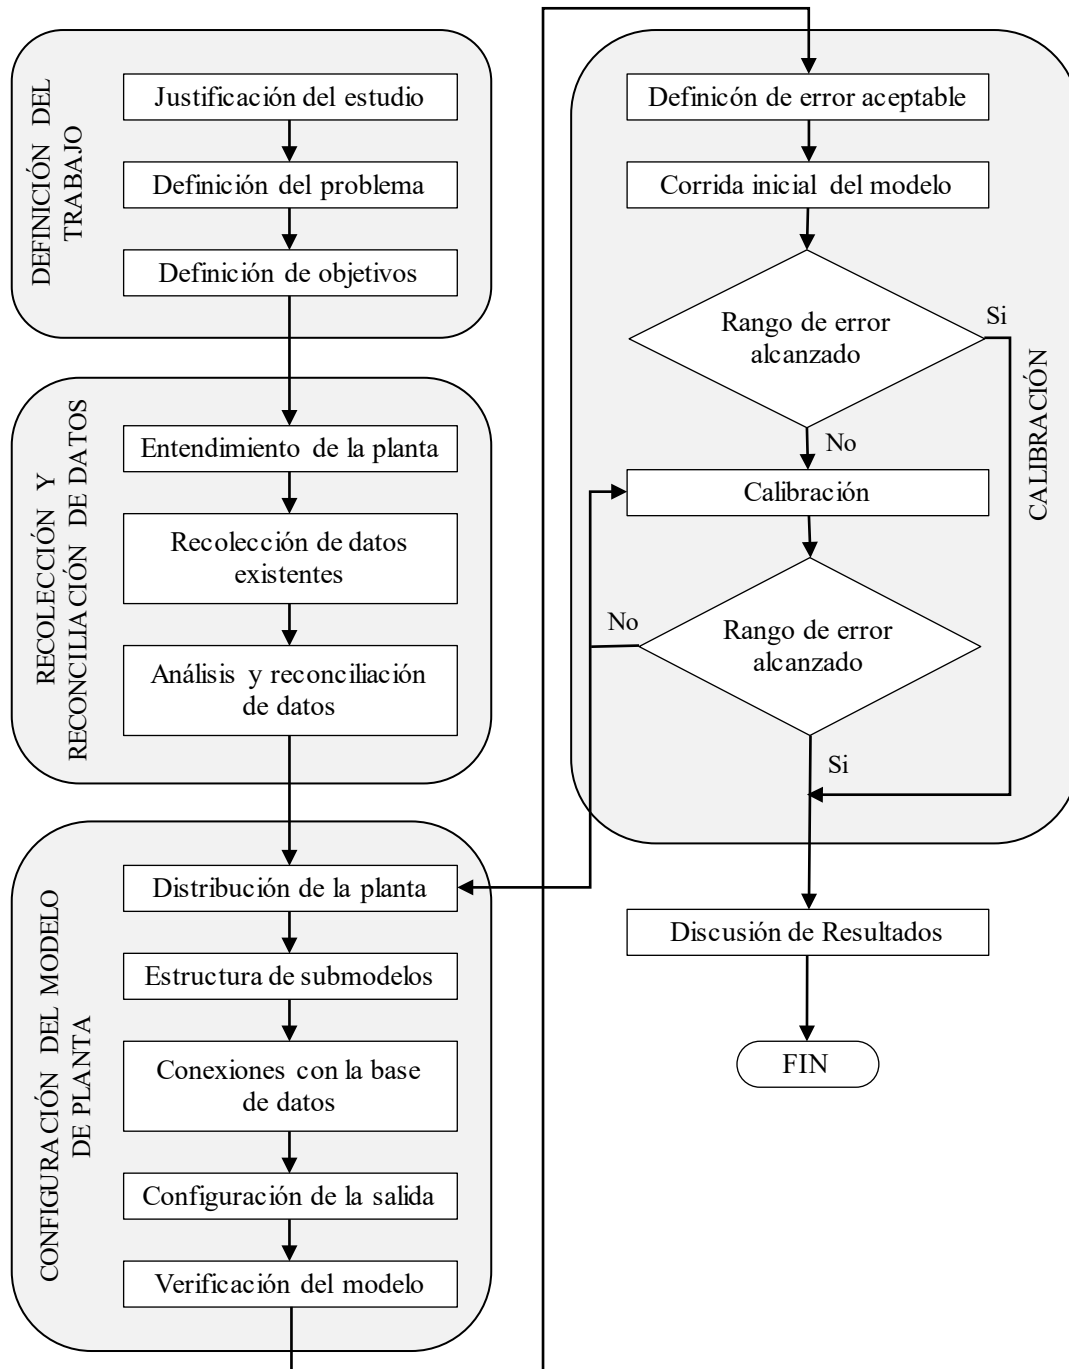 DEFINICIÓN DEL
TRABAJO
Justificación del estudio
Definición del problema
Definición de objetivos
RECOLECCIÓN Y
RECONCILIACIÓN DE DATOS
Entendimiento de la planta
Recolección de datos
existentes
Análisis y reconciliación
de datos
CONFIGURACIÓN DEL MODELO
DE PLANTA
Distribución de la planta
Estructura de submodelos
Conexiones con la base
de datos
Configuración de la salida
Verificación del modelo
CALIBRACIÓN
Definicón de error aceptable
Corrida inicial del modelo
Rango de error
alcanzado
Si
No
Calibración
Rango de error
alcanzado
No
Si
Discusión de Resultados
FIN